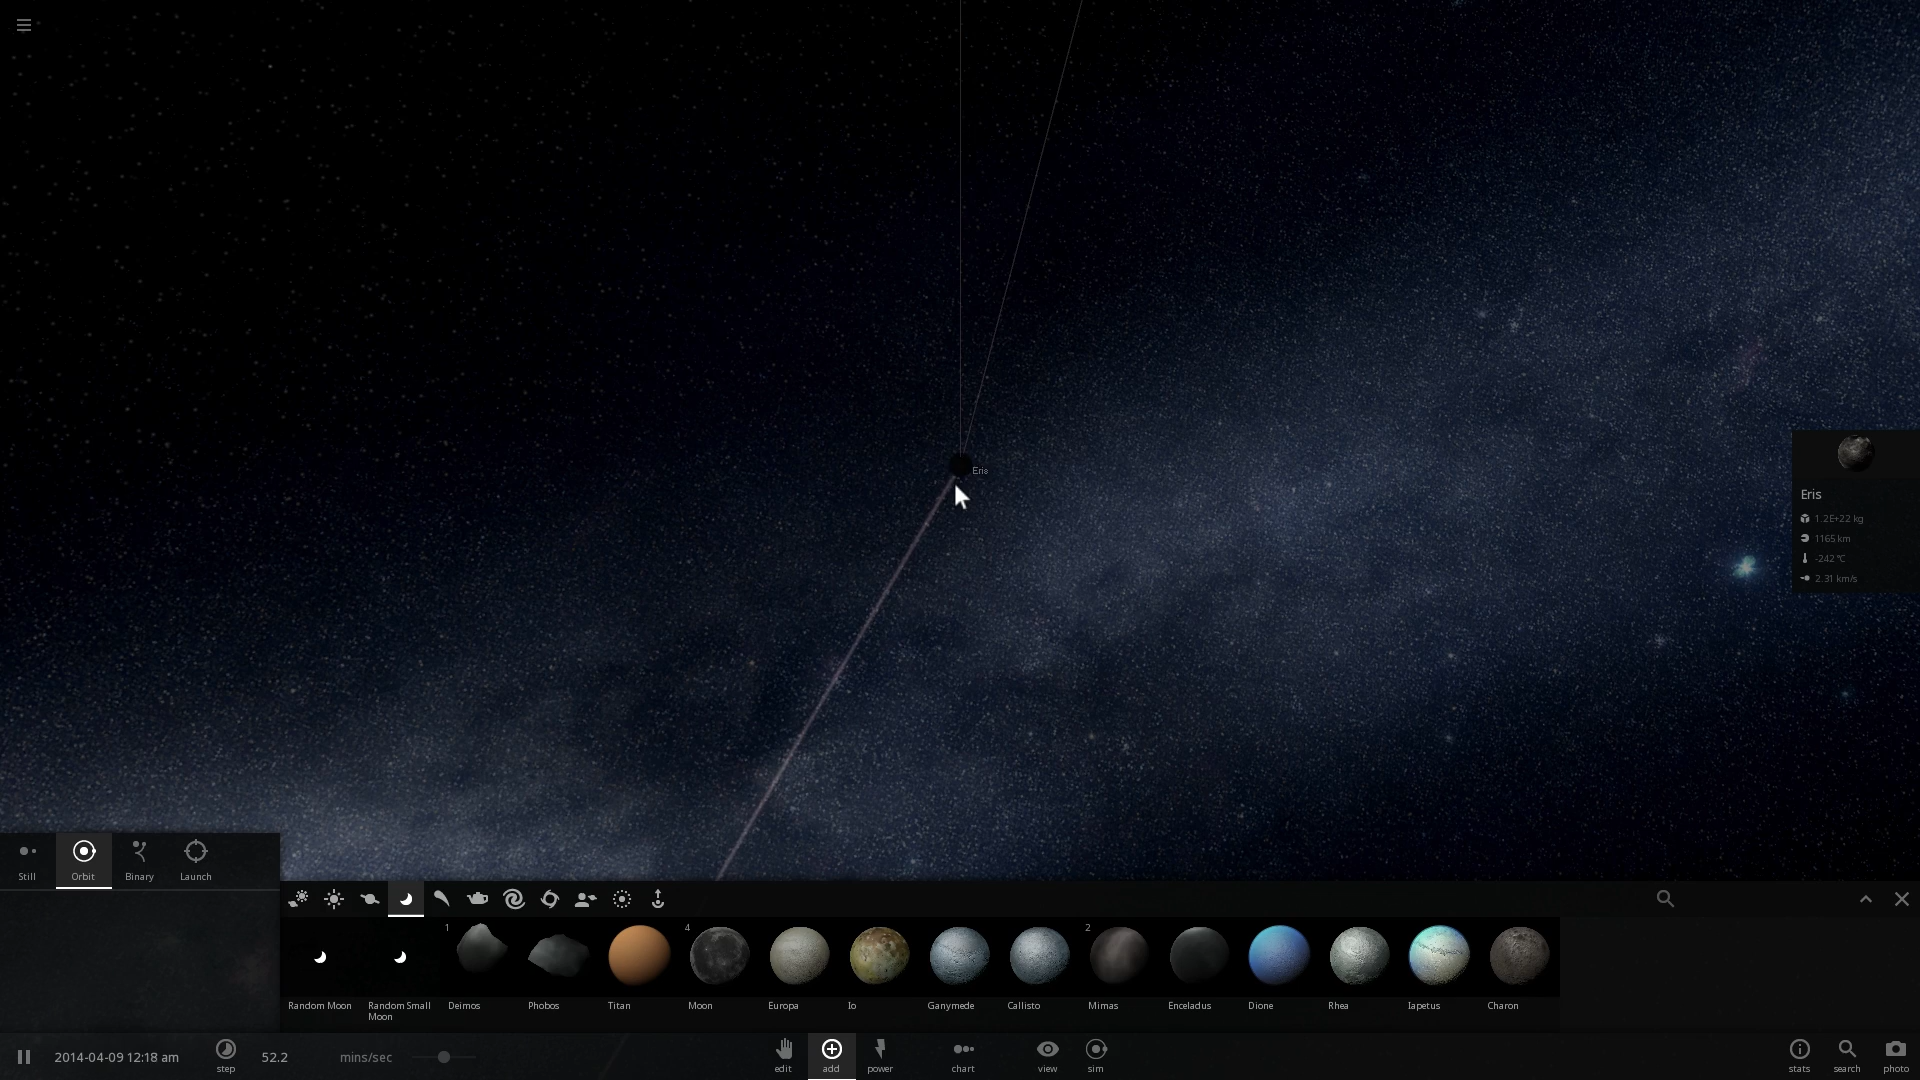 Eris
Eris
1.2E+22 kg
1165 km
-242 °C
2.31 km/s
Still
Orbit
Binary
Launch
1
4
2
Random Moon
Random Small
Moon
Deimos
Phobos
Titan
Moon
Europa
Io
Ganymede
Callisto
Mimas
Enceladus
Dione
Rhea
Iapetus
Charon
2014-04-09 12:18 am
step
52.2
mins/sec
edit
add
power
chart
view
sim
stats
search
photo